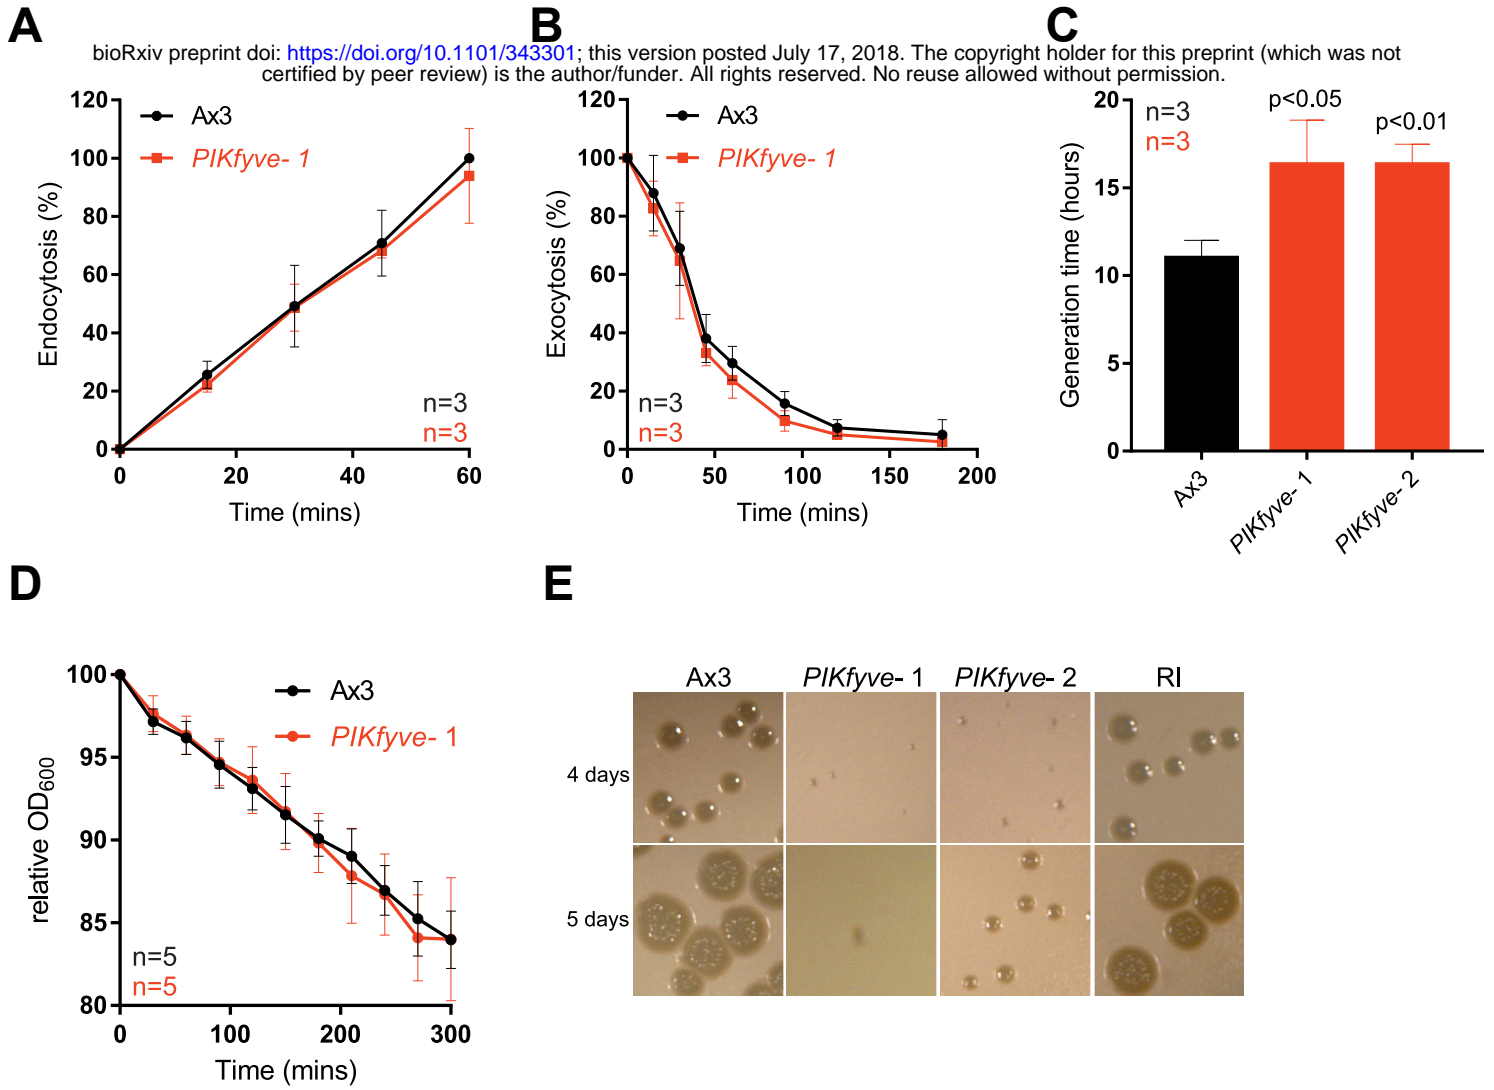 A
B
C
bioRxiv preprint doi: https://doi.org/10.1101/343301; this version posted July 17, 2018. The copyright holder for this preprint (which was not
certified by peer review) is the author/funder. All rights reserved. No reuse allowed without permission.
120
100
80
60
40
20
0
Endocytosis (%)
Ax3
PIKfyve- 1
n=3
n=3
0 20 40 60
Time (mins)
120
100
80
60
40
20
0
Exocytosis (%)
Ax3
PIKfyve- 1
n=3
n=3
0 50 100 150 200
Time (mins)
20
15
10
5
0
Generation time (hours)
n=3
n=3
p<0.05
p<0.01
Ax3
PIKfyve- 1
PIKfyve- 2
D
100
95
90
85
80
relative OD600
Ax3
PIKfyve- 1
n=5
n=5
0 100 200 300
Time (mins)
E
Ax3 PIKfyve- 1 PIKfyve- 2 RI
4 days
5 days